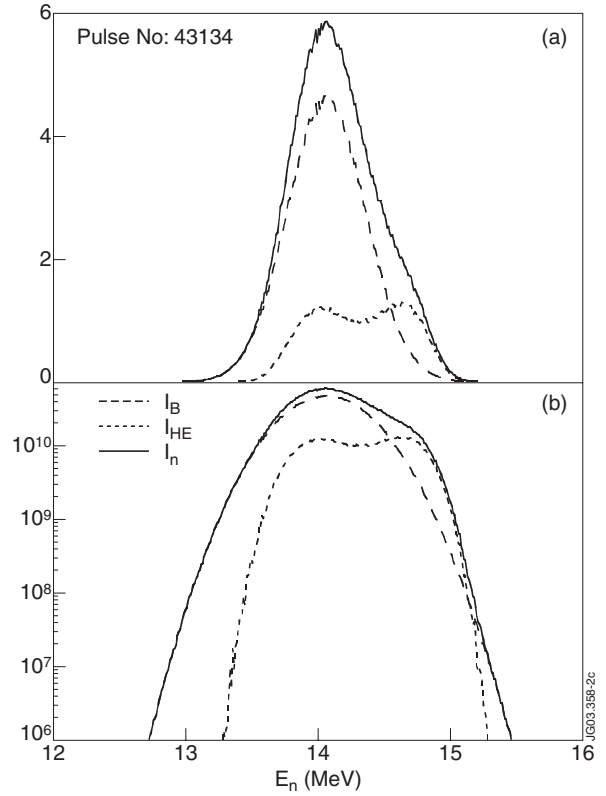 6
Pulse No: 43134
(a)
4
2
0
I_B
I_HE
I_n
(b)
10^10
10^9
10^8
10^7
10^6
12
13
14
15
16
E_n (MeV)
JG03.358-2c